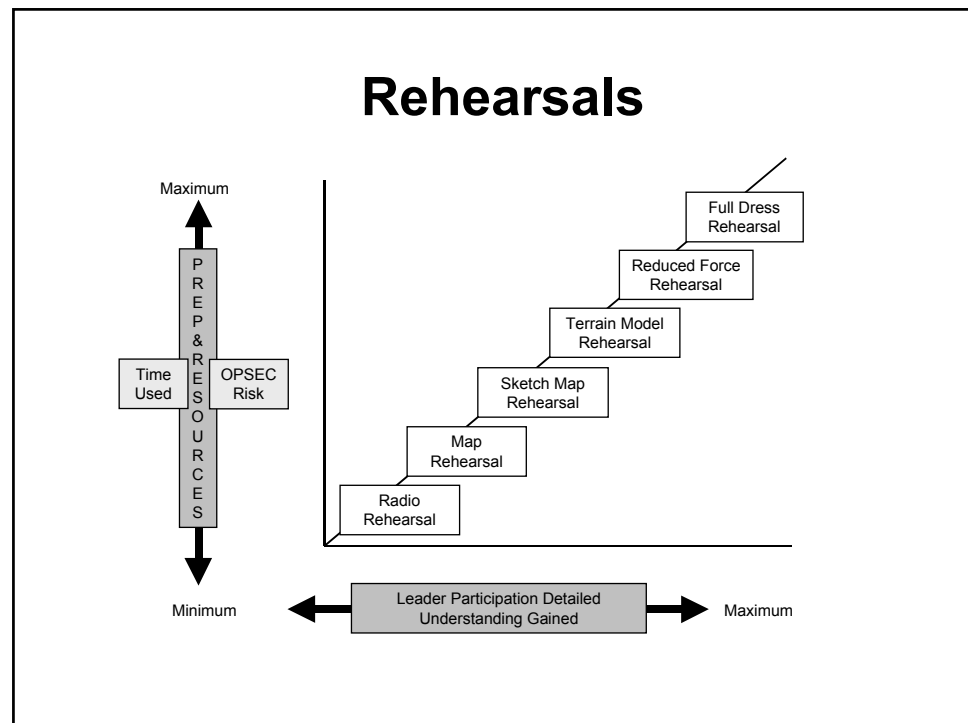 Rehearsals
Maximum
PREP&RESOURCES
Time
Used
OPSEC
Risk
Minimum
Full Dress
Rehearsal
Reduced Force
Rehearsal
Terrain Model
Rehearsal
Sketch Map
Rehearsal
Map
Rehearsal
Radio
Rehearsal
Leader Participation Detailed
Understanding Gained
Maximum